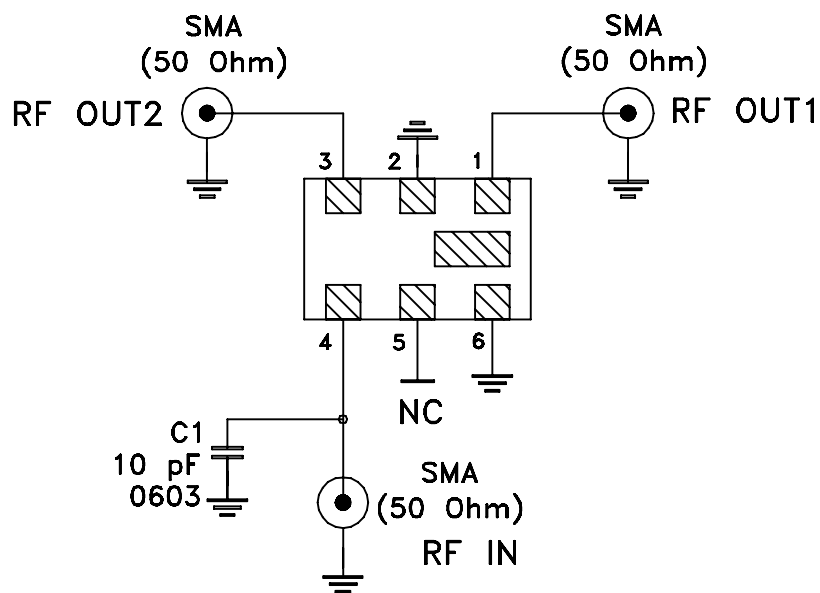 SMA
(50 Ohm)
RF OUT2
SMA
(50 Ohm)
RF OUT1
3
2
1
4
5
6
NC
C1
10 pF
0603
SMA
(50 Ohm)
RF IN